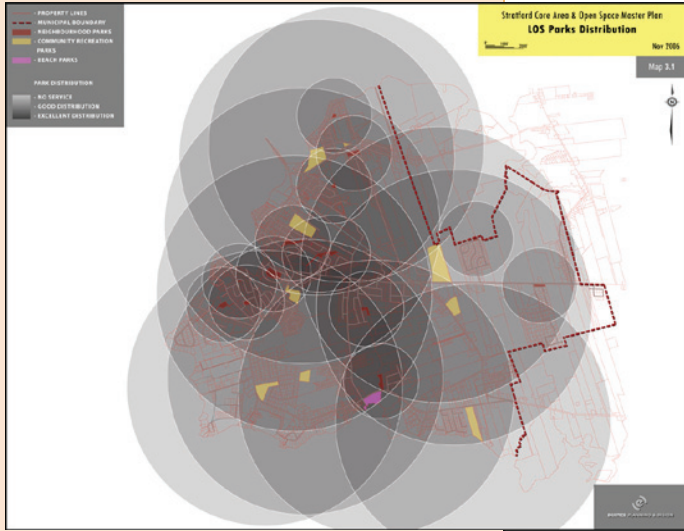 - PROPERTY LINES
- MUNICIPAL BOUNDARY
- NEIGHBOURHOOD PARKS
- COMMUNITY RECREATION
PARKS
- BEACH PARKS
PARK DISTRIBUTION
- NO SERVICE
- GOOD DISTRIBUTION
- EXCELLENT DISTRIBUTION
Stratford Core Area & Open Space Master Plan
LOS Parks Distribution
Nov 2006
Map 3.1